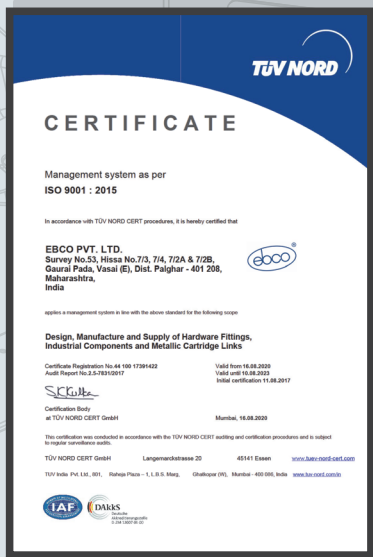 TÜV NORD
CERTIFICATE
Management system as per
ISO 9001 : 2015
In accordance with TÜV NORD CERT procedures, it is hereby certified that
EBCO PVT. LTD.
Survey No.53, Hissa No.7/3, 7/4, 7/2A & 7/2B,
Gaurai Pada, Vasai (E), Dist. Palghar - 401 208,
Maharashtra,
India
ebco®
applies a management system in line with the above standard for the following scope
Design, Manufacture and Supply of Hardware Fittings,
Industrial Components and Metallic Cartridge Links
Certificate Registration No.44 100 17391422
Audit Report No.2.5-7831/2017
Valid from 16.08.2020
Valid until 10.08.2023
Initial certification 11.08.2017
Certification Body
at TÜV NORD CERT GmbH
Mumbai, 16.08.2020
This certification was conducted in accordance with the TÜV NORD CERT auditing and certification procedures and is subject
to regular surveillance audits.
TÜV NORD CERT GmbH Langemarckstrasse 20 45141 Essen www.tuev-nord-cert.com
TUV India Pvt. Ltd., 801, Raheja Plaza – 1, L.B.S. Marg, Ghatkopar (W), Mumbai - 400 086, India www.tuv-nord.com/in
IAF
DAkkS
Deutsche
Akkreditierungsstelle